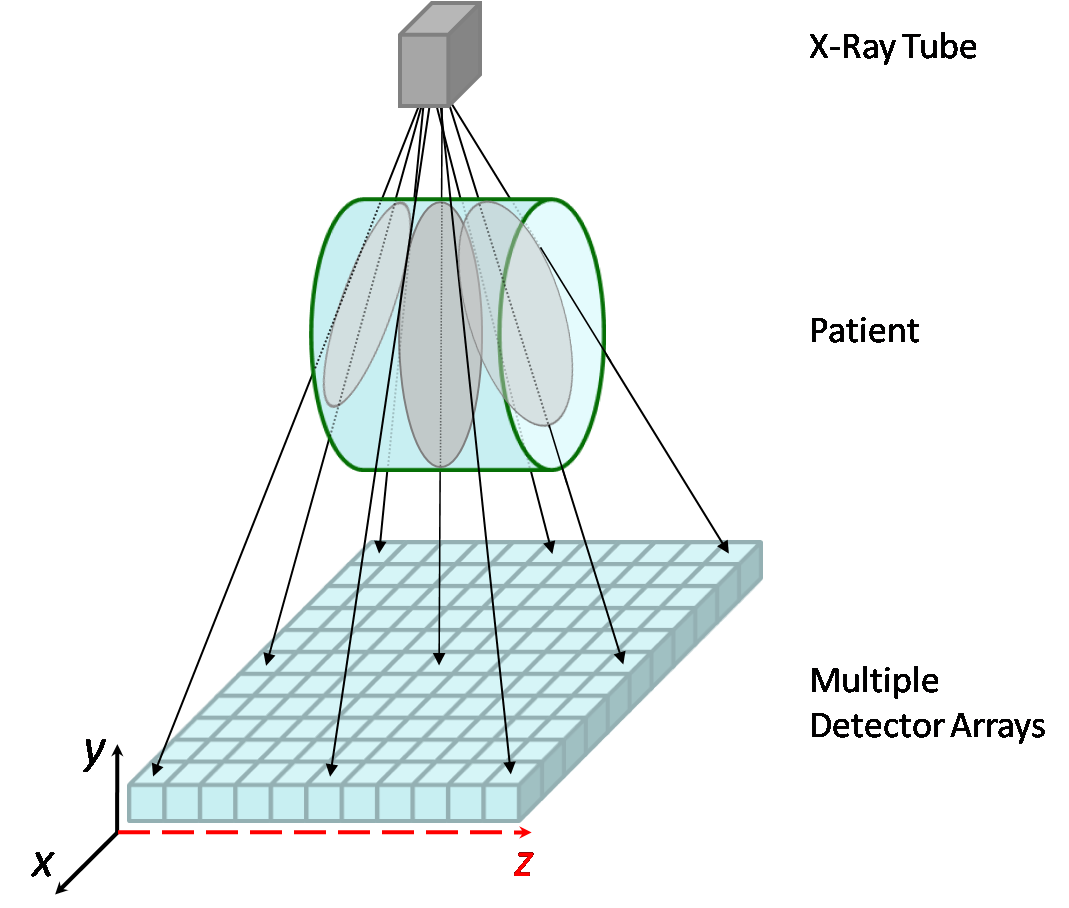 X-Ray Tube
Patient
Multiple
Detector Arrays
y
x
z